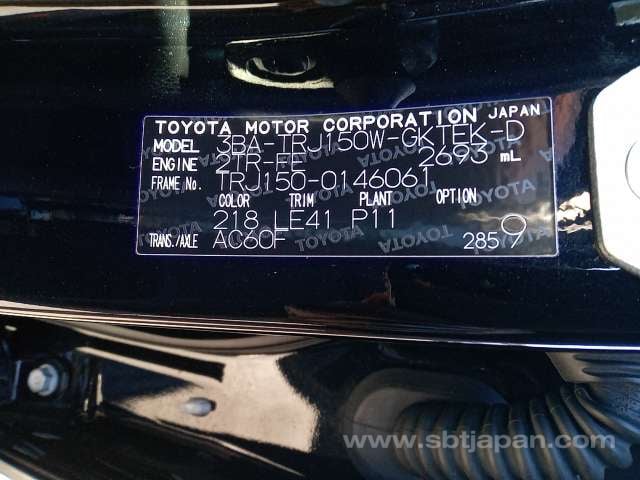 TOYOTA MOTOR CORPORATION JAPAN
MODEL 3BA-TRJ150W-GKTEK-D
ENGINE 2TR-FE 2693 mL
FRAME No. TRJ150-0146061
COLOR TRIM PLANT OPTION
218 LE41 P11
TRANS./AXLE AC60F 285 9
www.sbtjapan.com